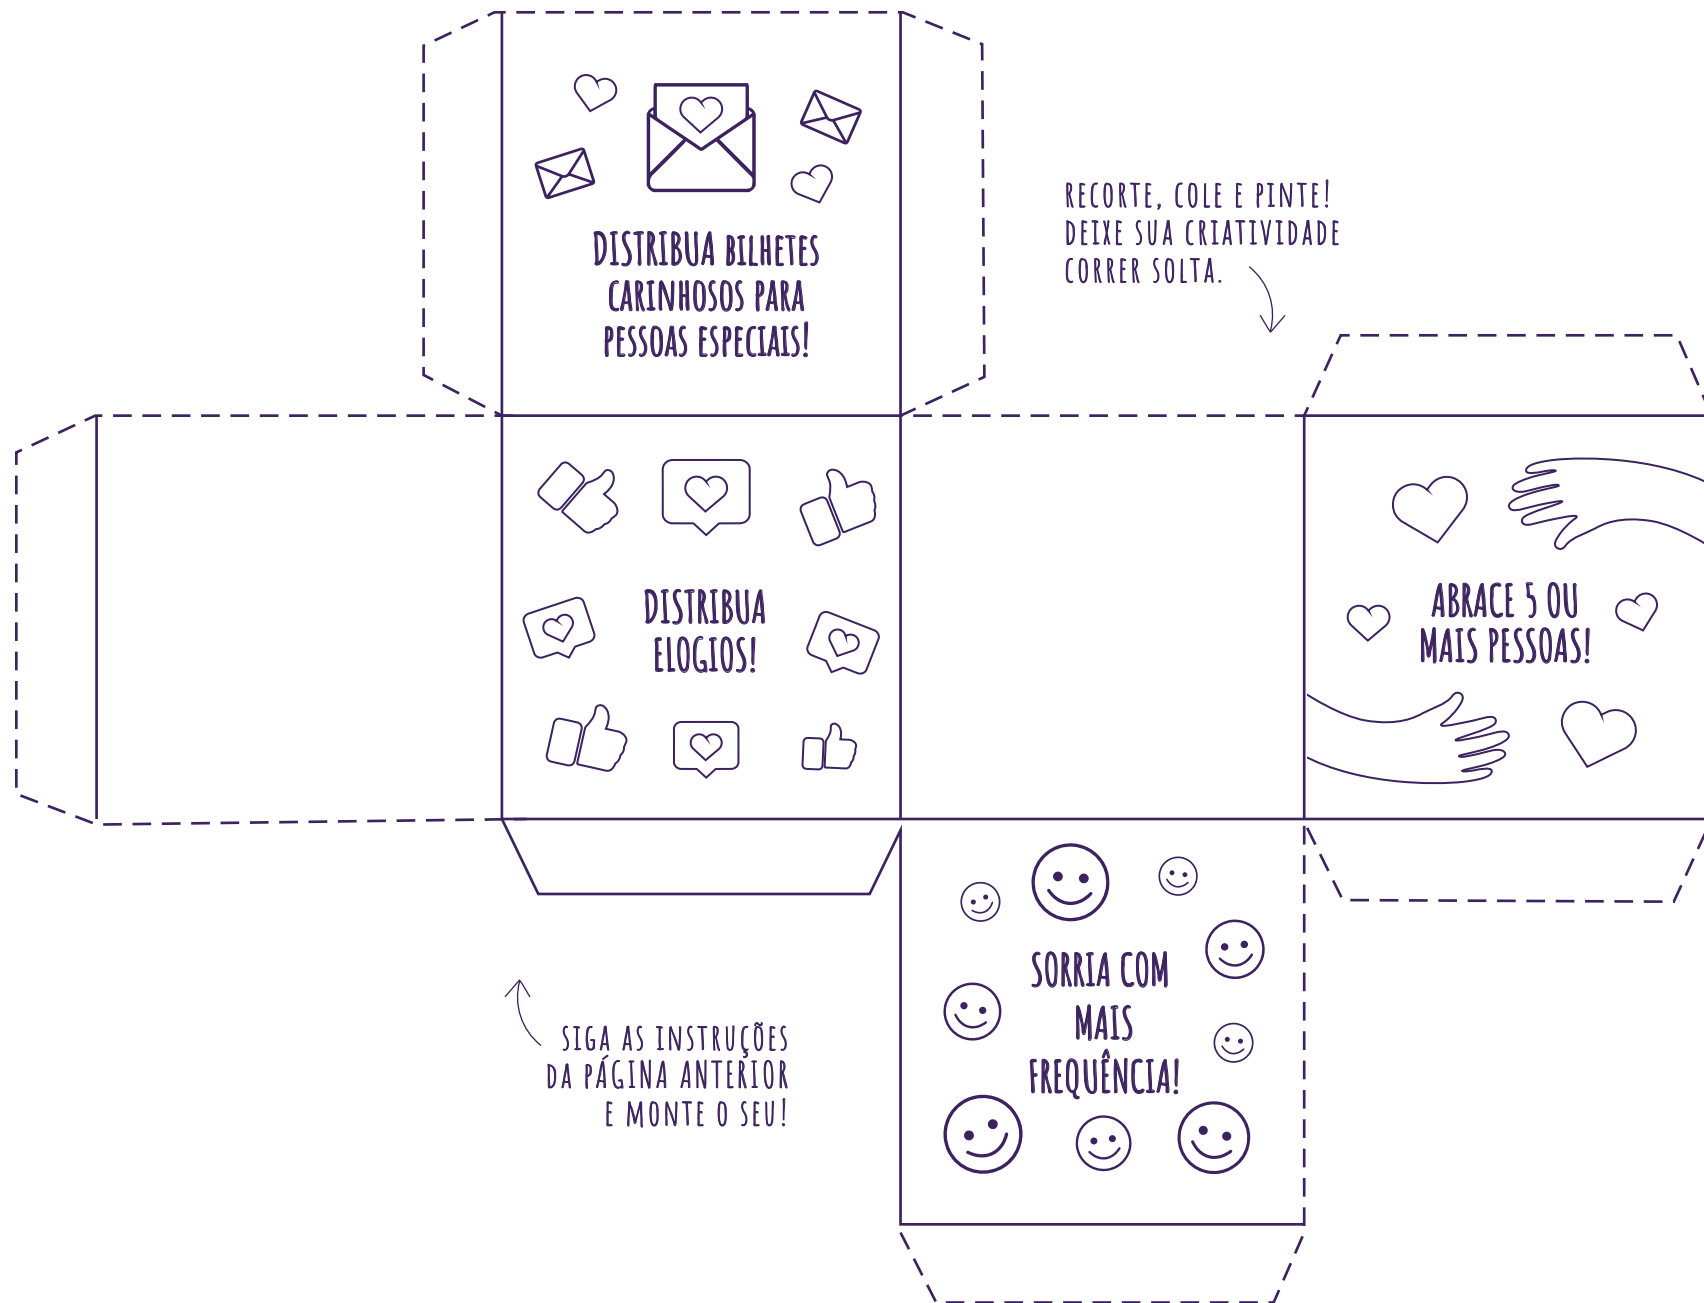 DISTRIBUA BILHETES
CARINHOSOS PARA
PESSOAS ESPECIAIS!
RECORTE, COLE E PINTE!
DEIXE SUA CRIATIVIDADE
CORRER SOLTA.
DISTRIBUA
ELOGIOS!
ABRACE 5 OU
MAIS PESSOAS!
SORRIA COM
MAIS
FREQUÊNCIA!
SIGA AS INSTRUÇÕES
DA PÁGINA ANTERIOR
E MONTE O SEU!